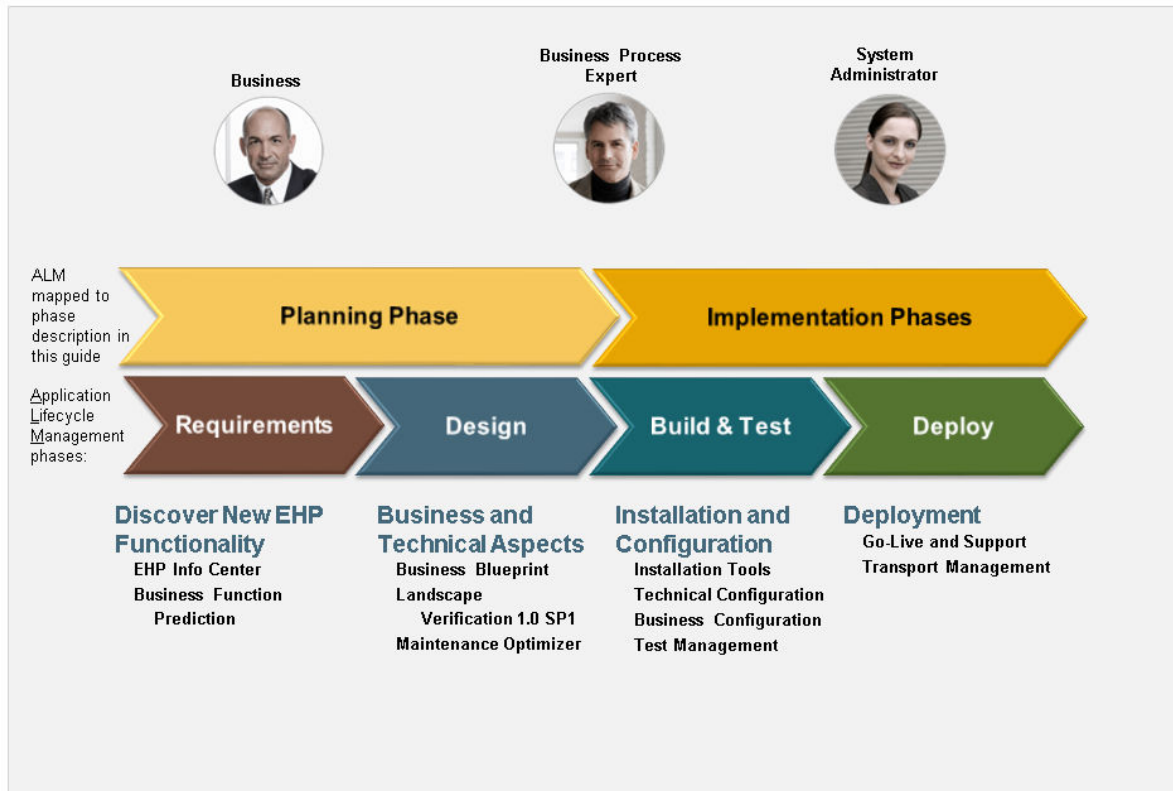 Business
Business Process
Expert
System
Administrator
ALM
mapped to
phase
description in
this guide
Planning Phase
Implementation Phases
Application
Lifecycle
Management
phases:
Requirements
Design
Build & Test
Deploy
Discover New EHP
Functionality
EHP Info Center
Business Function
Prediction
Business and
Technical Aspects
Business Blueprint
Landscape
Verification 1.0 SP1
Maintenance Optimizer
Installation and
Configuration
Installation Tools
Technical Configuration
Business Configuration
Test Management
Deployment
Go-Live and Support
Transport Management